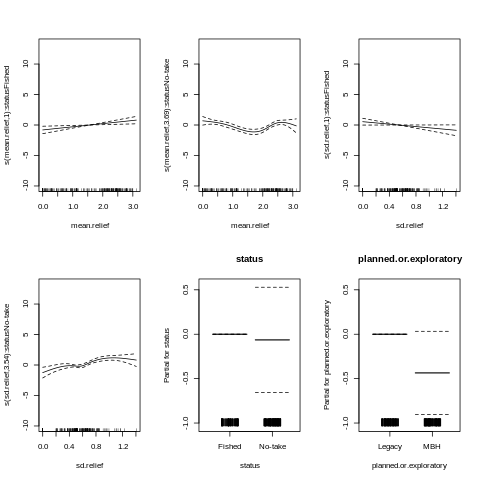 s(mean.relief,1):statusFished
10
5
0
-5
-10
0.0
1.0
2.0
3.0
mean.relief
s(mean.relief,3.69):statusNo-take
10
5
0
-5
-10
0.0
1.0
2.0
3.0
mean.relief
s(sd.relief,1):statusFished
10
5
0
-5
-10
0.0
0.4
0.8
1.2
sd.relief
s(sd.relief,3.54):statusNo-take
10
5
0
-5
-10
0.0
0.4
0.8
1.2
sd.relief
status
Partial for status
0.5
0.0
-0.5
-1.0
Fished
No-take
status
planned.or.exploratory
Partial for planned.or.exploratory
0.5
0.0
-0.5
-1.0
Legacy
MBH
planned.or.exploratory